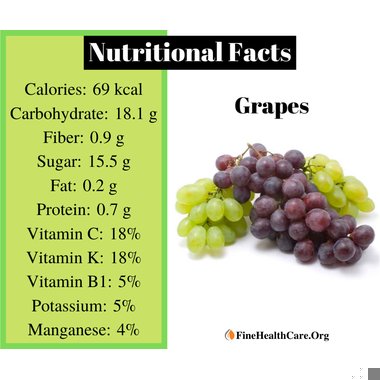 Nutritional Facts
Calories: 69 kcal
Carbohydrate: 18.1 g
Fiber: 0.9 g
Sugar: 15.5 g
Fat: 0.2 g
Protein: 0.7 g
Vitamin C: 18%
Vitamin K: 18%
Vitamin B1: 5%
Potassium: 5%
Manganese: 4%
Grapes
FineHealthCare.Org